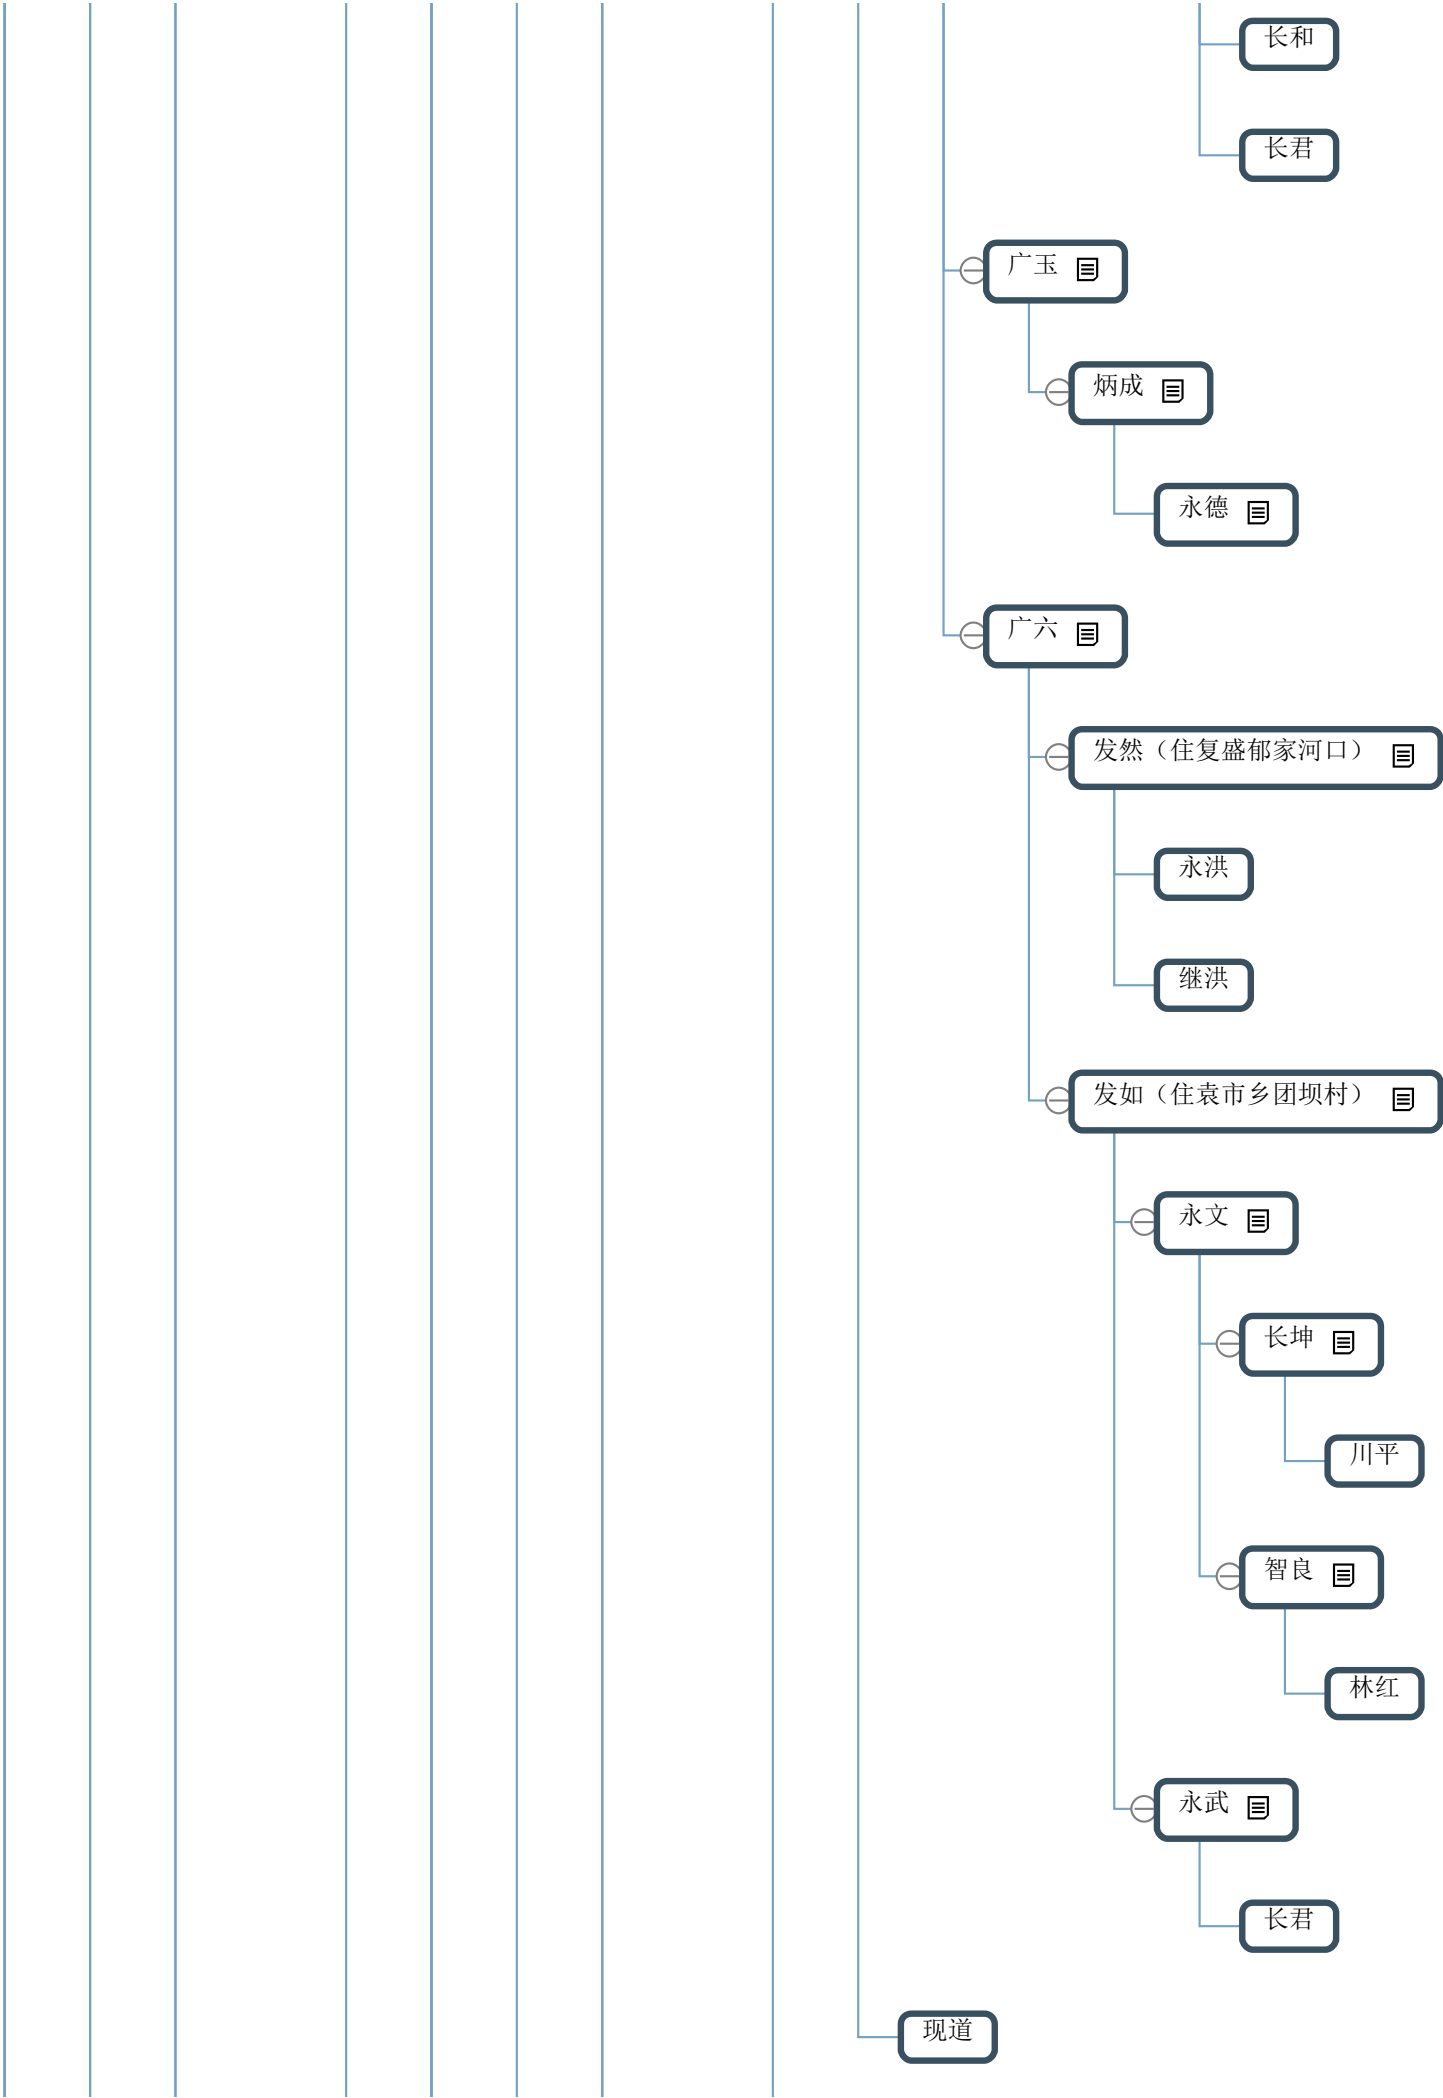 长和
长君
广玉
炳成
永德
广六
发然（住复盛郁家河口）
永洪
继洪
发如（住袁市乡团坝村）
永文
长坤
川平
智良
林红
永武
长君
现道